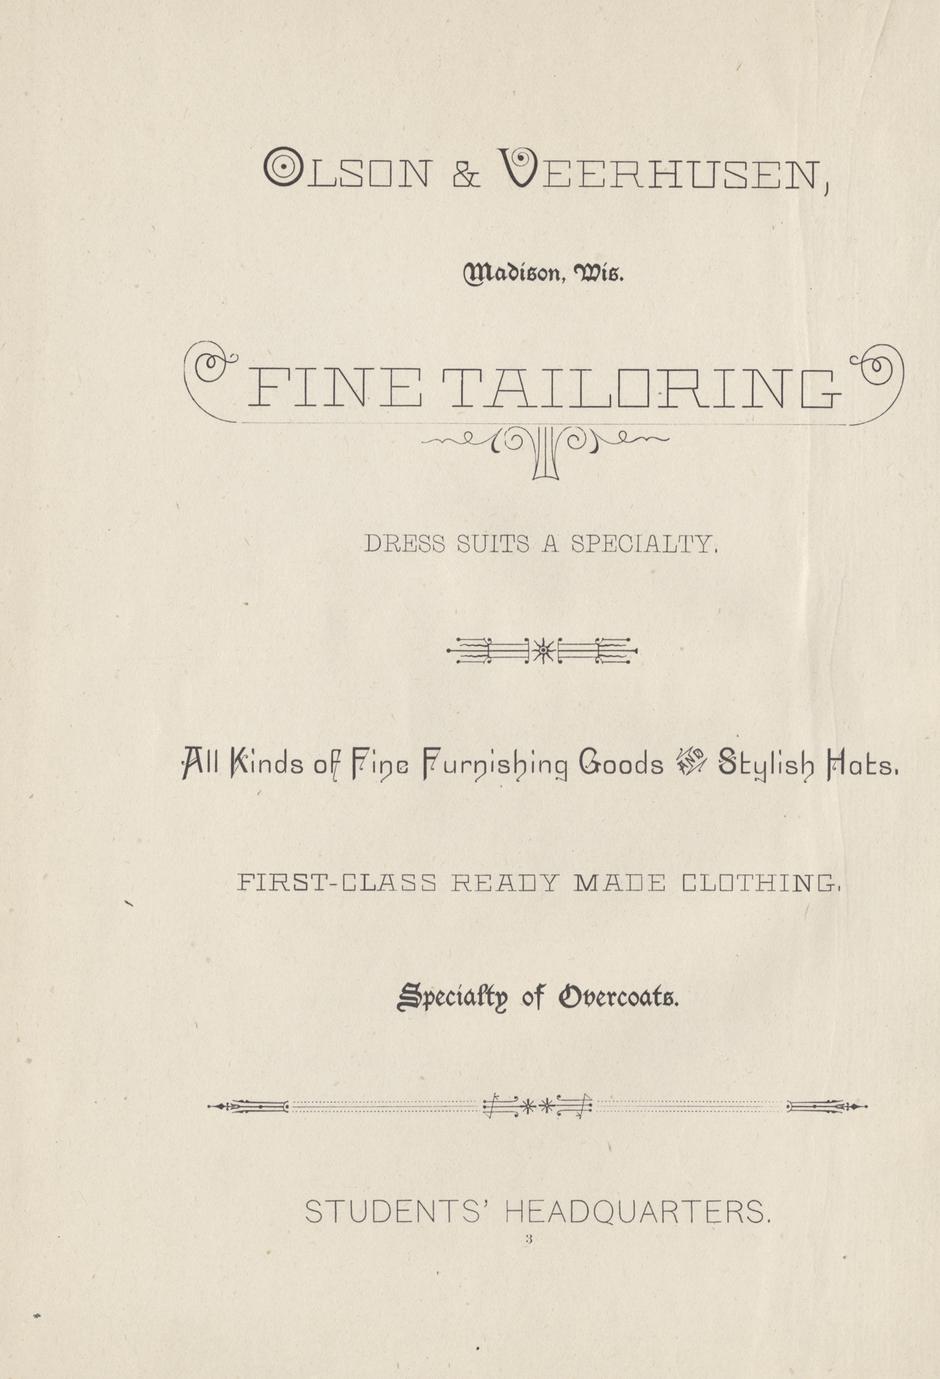 OLSON & VEERHUSEN,
Madison, Wis.
FINE TAILORING
DRESS SUITS A SPECIALTY.
All Kinds of Fine Furnishing Goods AND Stylish Hats.
FIRST-CLASS READY MADE CLOTHING.
Specialty of Overcoats.
STUDENTS' HEADQUARTERS.
3